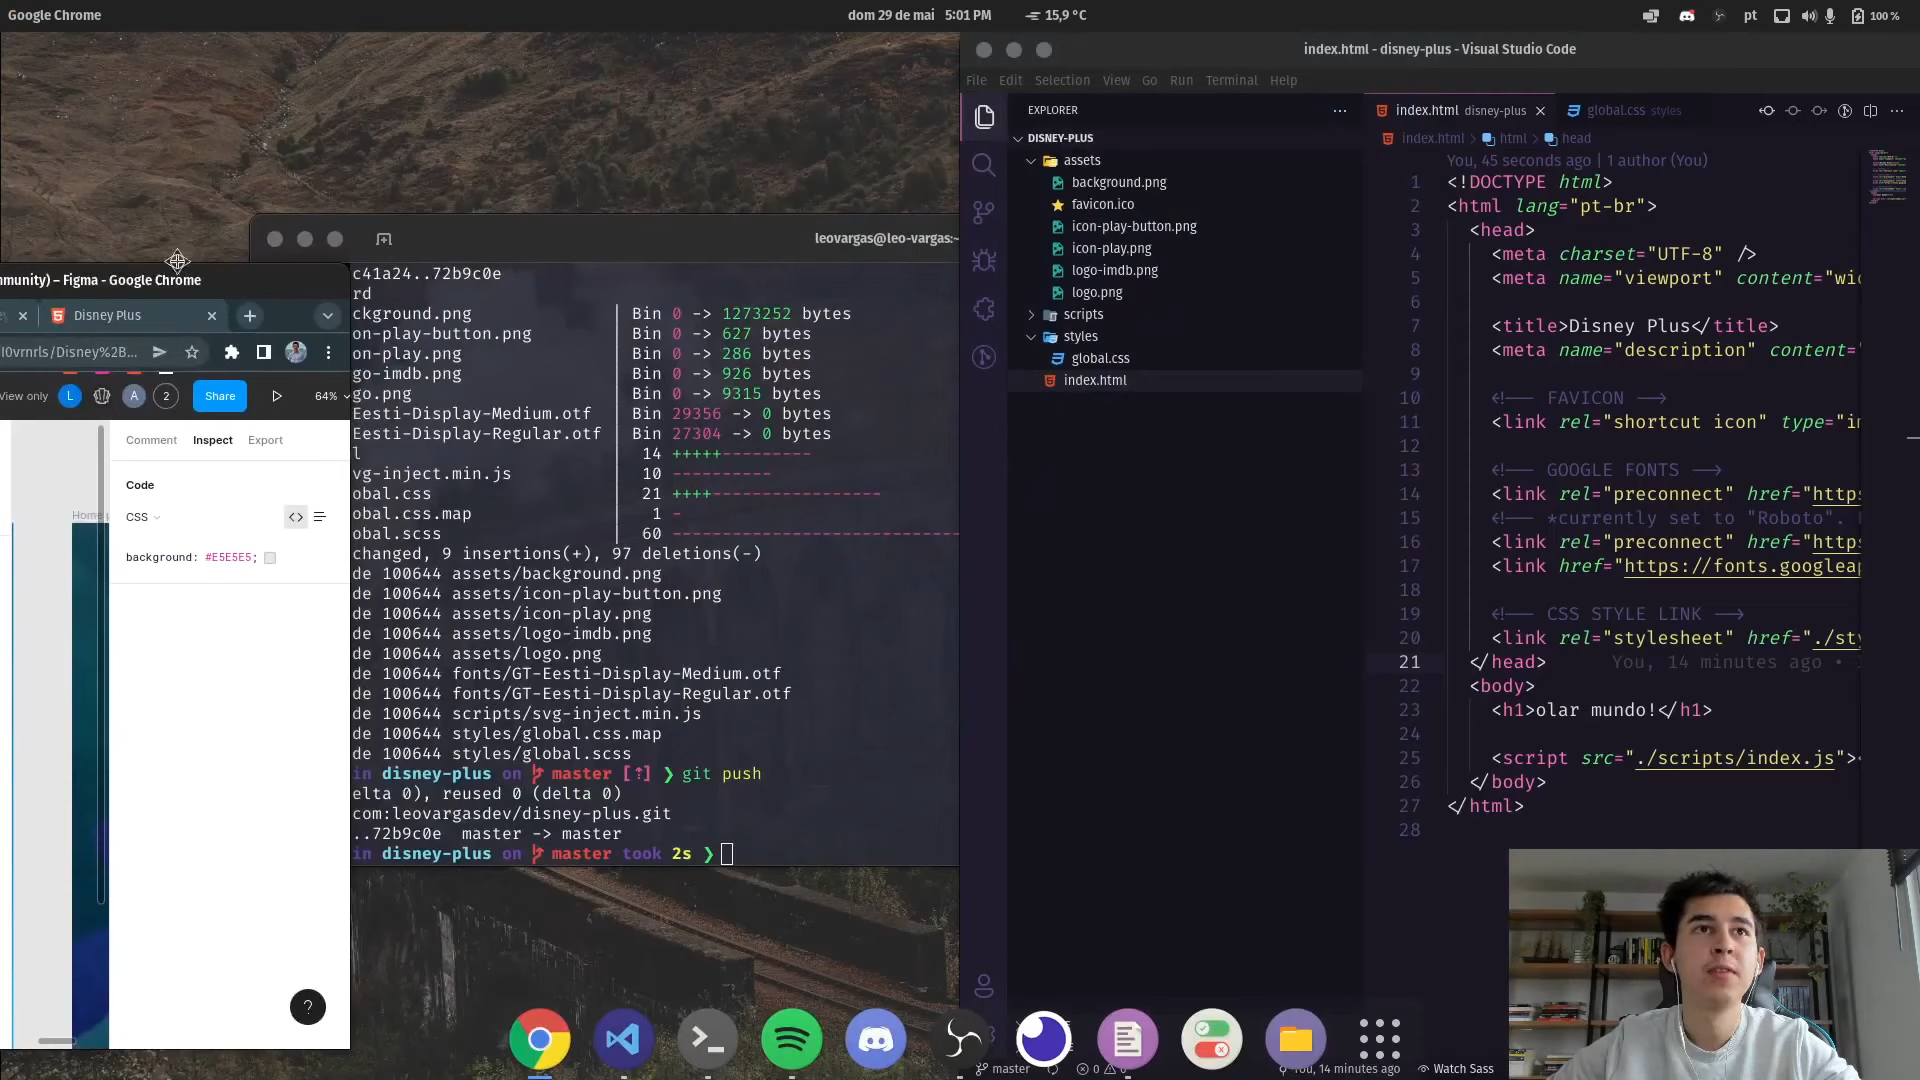 Google Chrome
dom 29 de mai 5:01 PM
15,9 °C
pt
100 %
leovargas@leo-vargas:~
c41a24..72b9c0e
rd
ckground.png | Bin 0 -> 1273252 bytes
on-play-button.png | Bin 0 -> 627 bytes
on-play.png | Bin 0 -> 286 bytes
go-imdb.png | Bin 0 -> 926 bytes
go.png | Bin 0 -> 9315 bytes
Eesti-Display-Medium.otf | Bin 29356 -> 0 bytes
Eesti-Display-Regular.otf | Bin 27304 -> 0 bytes
l | 14 +++++---------
vg-inject.min.js | 10 ----------
obal.css | 21 ++++-----------------
obal.css.map | 1 -
obal.scss | 60 -----------------------------
changed, 9 insertions(+), 97 deletions(-)
de 100644 assets/background.png
de 100644 assets/icon-play-button.png
de 100644 assets/icon-play.png
de 100644 assets/logo-imdb.png
de 100644 assets/logo.png
de 100644 fonts/GT-Eesti-Display-Medium.otf
de 100644 fonts/GT-Eesti-Display-Regular.otf
de 100644 scripts/svg-inject.min.js
de 100644 styles/global.css.map
de 100644 styles/global.scss
in disney-plus on master [⇡] ❯ git push
elta 0), reused 0 (delta 0)
com:leovargasdev/disney-plus.git
..72b9c0e  master -> master
in disney-plus on master took 2s ❯
mmunity) – Figma - Google Chrome
Disney Plus
I0vrnrls/Disney%2B...
View only
L
A
2
Share
64%
Comment Inspect Export
Code
CSS
background: #E5E5E5;
?
index.html - disney-plus - Visual Studio Code
File Edit Selection View Go Run Terminal Help
EXPLORER
DISNEY-PLUS
assets
background.png
favicon.ico
icon-play-button.png
icon-play.png
logo-imdb.png
logo.png
scripts
styles
global.css
index.html
index.html disney-plus
global.css styles
index.html > html > head
You, 45 seconds ago | 1 author (You)
1 <!DOCTYPE html>
2 <html lang="pt-br">
3 <head>
4 <meta charset="UTF-8" />
5 <meta name="viewport" content="wi
6
7 <title>Disney Plus</title>
8 <meta name="description" content="
9
10 <!-- FAVICON -->
11 <link rel="shortcut icon" type="i
12
13 <!-- GOOGLE FONTS -->
14 <link rel="preconnect" href="https
15 <!-- *currently set to "Roboto".
16 <link rel="preconnect" href="https
17 <link href="https://fonts.googleap
18
19 <!-- CSS STYLE LINK -->
20 <link rel="stylesheet" href="./sty
21 </head> You, 14 minutes ago •
22 <body>
23 <h1>olar mundo!</h1>
24
25 <script src="./scripts/index.js">
26 </body>
27 </html>
28
master
0
You, 14 minutes ago
Watch Sass